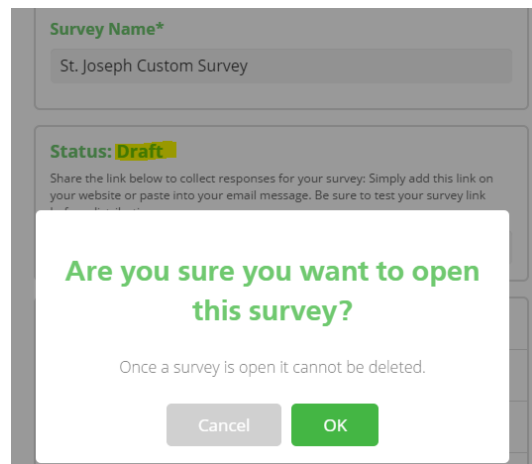 Survey Name*
St. Joseph Custom Survey
Status: Draft
Share the link below to collect responses for your survey: Simply add this link on
your website or paste into your email message. Be sure to test your survey link
Are you sure you want to open
this survey?
Once a survey is open it cannot be deleted.
Cancel
OK